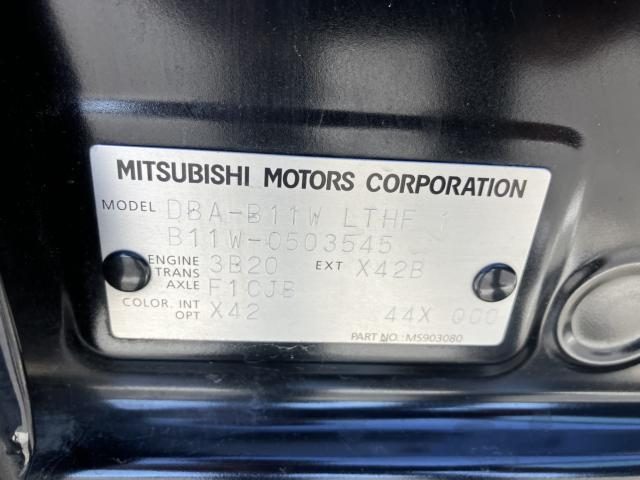 MITSUBISHI MOTORS CORPORATION
MODEL DBA-B11W LTHF 1
B11W-0503545
ENGINE 3B20 EXT X42B
TRANS AXLE F1CJB
COLOR, INT OPT X42 44X 000
PART NO.: MS903080